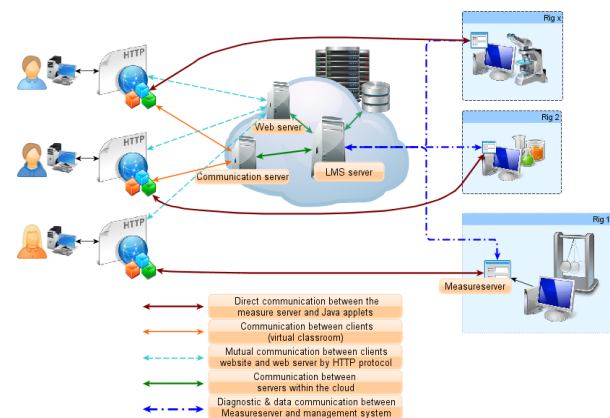 Rig x
HTTP
Web server
Rig 2
HTTP
Communication server
LMS server
Rig 1
HTTP
Measureserver
Direct communication between the
measure server and Java applets
Communication between clients
(virtual classroom)
Mutual communication between clients
website and web server by HTTP protocol
Communication between
servers within the cloud
Diagnostic & data communication between
Measureserver and management system